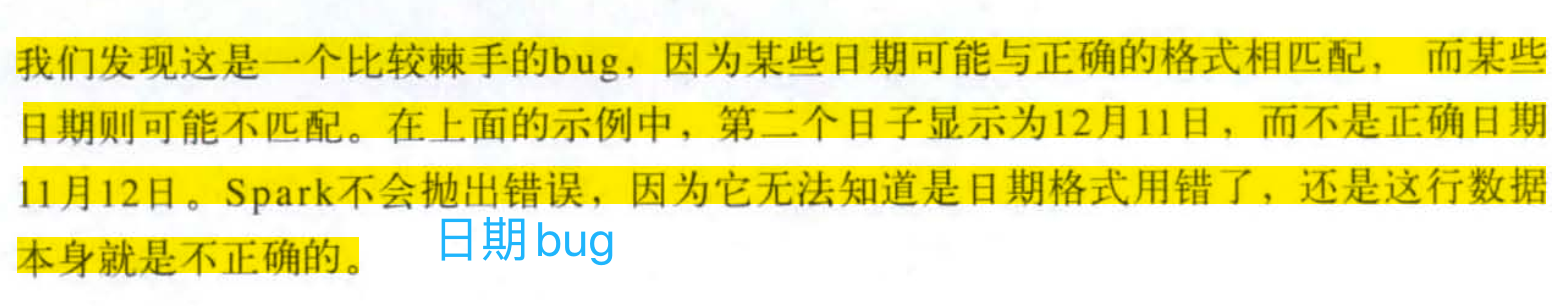 我们发现这是一个比较棘手的bug，因为某些日期可能与正确的格式相匹配， 而某些
日期则可能不匹配。在上面的示例中，第二个日子显示为12月11日，而不是正确日期
11月12日。Spark不会抛出错误，因为它无法知道是日期格式用错了，还是这行数据
本身就是不正确的。
日期bug